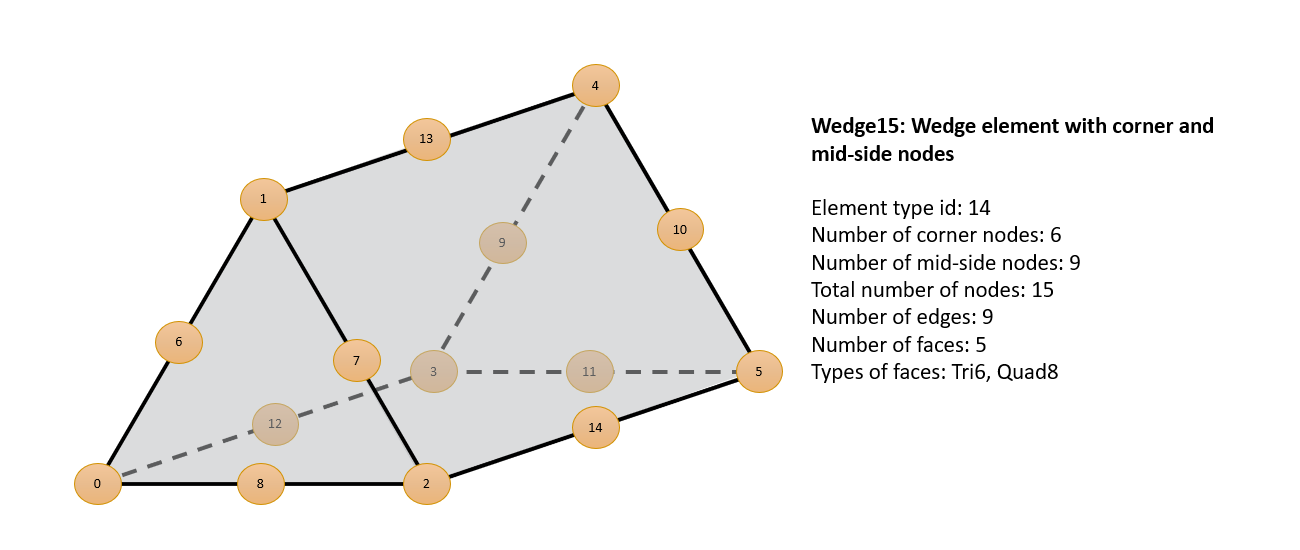 4
13
1
9
10
6
7
3
11
5
12
14
0
8
2
Wedge15: Wedge element with corner and
mid-side nodes
Element type id: 14
Number of corner nodes: 6
Number of mid-side nodes: 9
Total number of nodes: 15
Number of edges: 9
Number of faces: 5
Types of faces: Tri6, Quad8